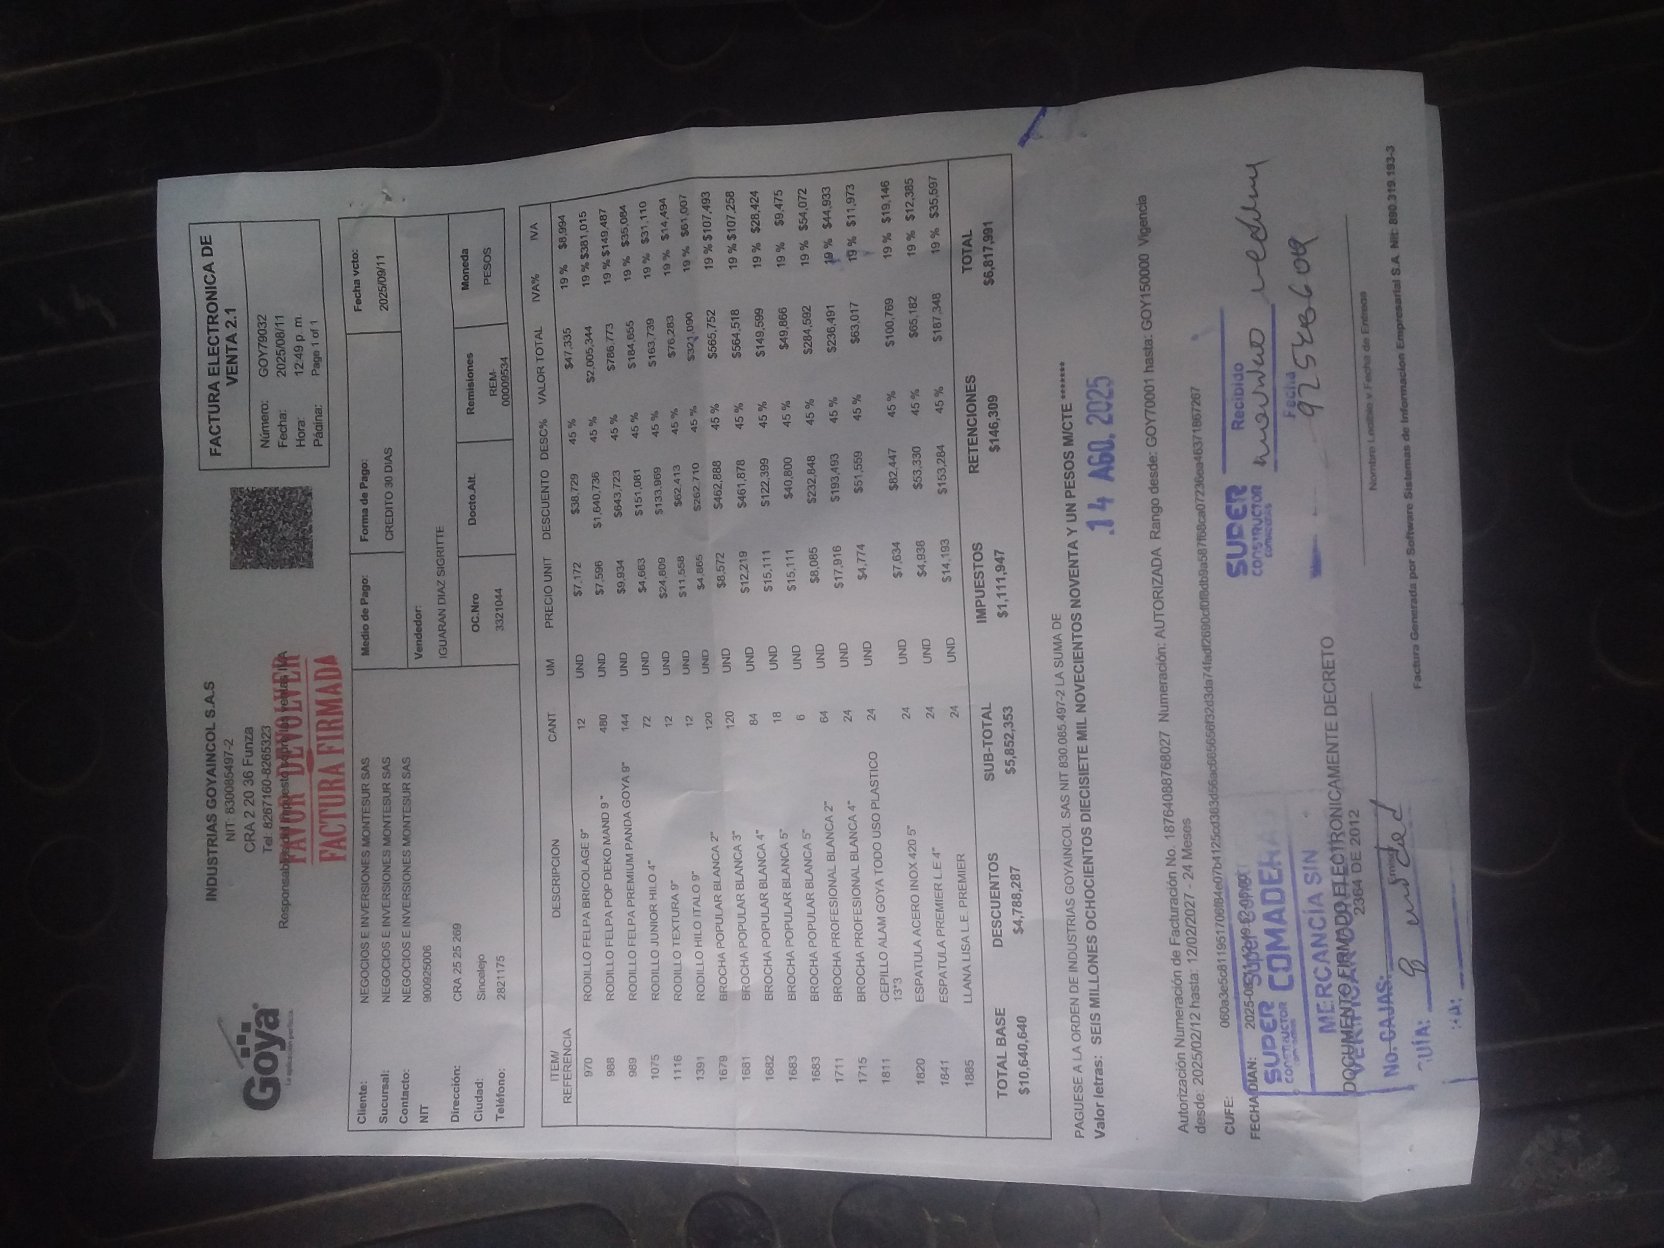 Goya
INDUSTRIAS GOYAINCOL S.A.S
NIT: 830085497-2
CRA 2 20 36 Funza
Tel: 8267160-8265323
FAVOR DEVOLVER
FACTURA FIRMADA
FACTURA ELECTRONICA DE
VENTA 2.1
Número: GOY79032
Fecha: 2025/08/11
Hora: 12:49 p. m.
Página: Page 1 of 1
Cliente: NEGOCIOS E INVERSIONES MONTESUR SAS
Sucursal: NEGOCIOS E INVERSIONES MONTESUR SAS
Contacto: NEGOCIOS E INVERSIONES MONTESUR SAS
NIT 900925006
Dirección: CRA 25 25 269
Ciudad: Sincelejo
Teléfono: 2821175
Medio de Pago: Forma de Pago: Fecha vcto:
CREDITO 30 DIAS 2025/09/11
Vendedor:
IGUARAN DIAZ SIGRITTE
OC.Nro Docto.Alt. Remisiones Moneda
3321044 REM-00009534 PESOS
ITEM/REFERENCIA DESCRIPCION CANT UM PRECIO UNIT DESCUENTO DESC% VALOR TOTAL IVA% IVA
970 RODILLO FELPA BRICOLAGE 9" 12 UND $7,172 $38,729 45 % $47,335 19 % $8,994
988 RODILLO FELPA POP DEKO MAND 9 " 480 UND $7,596 $1,640,736 45 % $2,005,344 19 % $381,015
989 RODILLO FELPA PREMIUM PANDA GOYA 9" 144 UND $9,934 $643,723 45 % $786,773 19 % $149,487
1075 RODILLO JUNIOR HILO 4" 72 UND $4,663 $151,081 45 % $184,655 19 % $35,084
1116 RODILLO TEXTURA 9" 12 UND $24,809 $133,969 45 % $163,739 19 % $31,110
1391 RODILLO HILO ITALO 9" 12 UND $11,558 $62,413 45 % $76,283 19 % $14,494
1679 BROCHA POPULAR BLANCA 2" 120 UND $4,865 $262,710 45 % $321,090 19 % $61,007
1681 BROCHA POPULAR BLANCA 3" 120 UND $8,572 $462,888 45 % $565,752 19 % $107,493
1682 BROCHA POPULAR BLANCA 4" 84 UND $12,219 $461,878 45 % $564,518 19 % $107,258
1683 BROCHA POPULAR BLANCA 5" 18 UND $15,111 $122,399 45 % $149,599 19 % $28,424
1683 BROCHA POPULAR BLANCA 5" 6 UND $15,111 $40,800 45 % $49,866 19 % $9,475
1711 BROCHA PROFESIONAL BLANCA 2" 64 UND $8,085 $232,848 45 % $284,592 19 % $54,072
1715 BROCHA PROFESIONAL BLANCA 4" 24 UND $17,916 $193,493 45 % $236,491 19 % $44,933
1811 CEPILLO ALAM GOYA TODO USO PLASTICO 13*3 24 UND $4,774 $51,559 45 % $63,017 19 % $11,973
1820 ESPATULA ACERO INOX 420 5" 24 UND $7,634 $82,447 45 % $100,769 19 % $19,146
1841 ESPATULA PREMIER L.E 4" 24 UND $4,938 $53,330 45 % $65,182 19 % $12,385
1885 LLANA LISA L.E. PREMIER 24 UND $14,193 $153,284 45 % $187,348 19 % $35,597
TOTAL BASE DESCUENTOS SUB-TOTAL IMPUESTOS RETENCIONES TOTAL
$10,640,640 $4,788,287 $5,852,353 $1,111,947 $146,309 $6,817,991
PAGUESE A LA ORDEN DE INDUSTRIAS GOYAINCOL SAS NIT 830.085.497-2 LA SUMA DE
Valor letras: SEIS MILLONES OCHOCIENTOS DIECISIETE MIL NOVECIENTOS NOVENTA Y UN PESOS M/CTE *******
14 AGO. 2025
Autorización Numeración de Facturación No. 18764088768027 Numeración: AUTORIZADA Rango desde: GOY70001 hasta: GOY150000 Vigencia
desde: 2025/02/12 hasta: 12/02/2027 - 24 Meses
CUFE:
FECHA DIAN:
SUPER CONSTRUCTOR COMADERA
MERCANCÍA SIN
DOCUMENTO FIRMADO ELECTRONICAMENTE DECRETO
2364 DE 2012
No. CAJAS:
GUÍA:
SUPER CONSTRUCTOR
Recibido
Fecha
92548609
Nombre Legible y Fecha de Entrega
Factura Generada por Software Sistemas de Informacion Empresarial S.A. Nit: 890.319.193-3